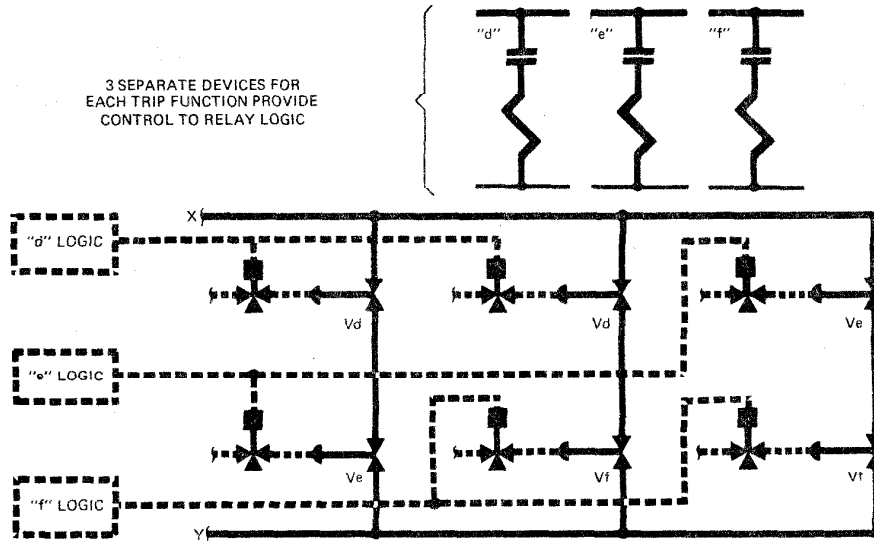 "d" "e" "f"
3 SEPARATE DEVICES FOR
EACH TRIP FUNCTION PROVIDE
CONTROL TO RELAY LOGIC
X
"d" LOGIC
Vd Vd Ve
"e" LOGIC
Ve Vf Vf
"f" LOGIC
Y